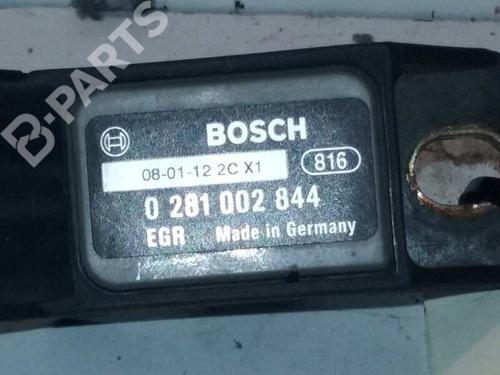 B-PARTS
BOSCH
08-01-12 2C X1
816
0 281 002 844
EGR Made in Germany